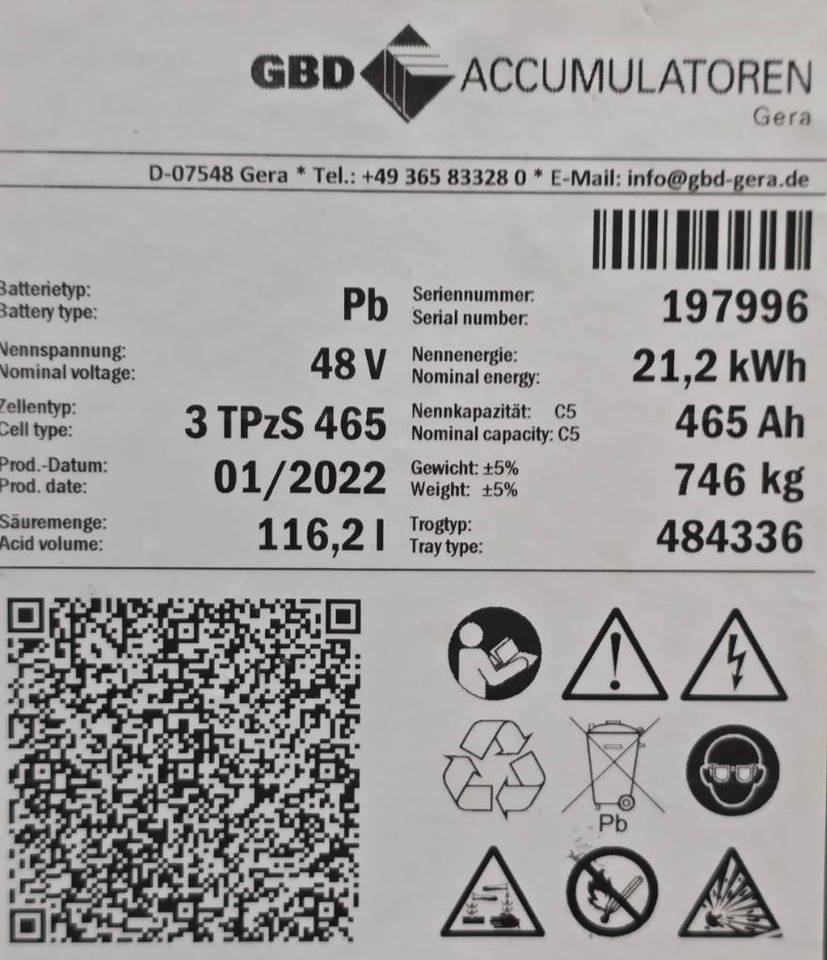 GBD ACCUMULATOREN
Gera
D-07548 Gera * Tel.: +49 365 83328 0 * E-Mail: info@gbd-gera.de
Batterietyp:
Battery type:
Pb
Seriennummer:
Serial number:
197996
Nennspannung:
Nominal voltage:
48 V
Nennenergie:
Nominal energy:
21,2 kWh
Zellentyp:
Cell type:
3 TPzS 465
Nennkapazität: C5
Nominal capacity: C5
465 Ah
Prod.-Datum:
Prod. date:
01/2022
Gewicht: ±5%
Weight: ±5%
746 kg
Säuremenge:
Acid volume:
116,2 l
Trogtyp:
Tray type:
484336
Pb